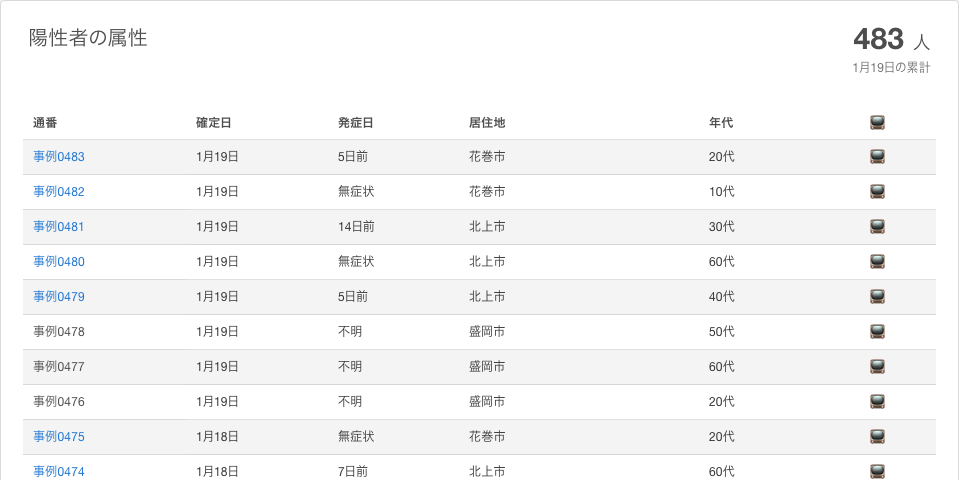 陽性者の属性
483 人
1月19日の累計
通番 確定日 発症日 居住地 年代
事例0483 1月19日 5日前 花巻市 20代
事例0482 1月19日 無症状 花巻市 10代
事例0481 1月19日 14日前 北上市 30代
事例0480 1月19日 無症状 北上市 60代
事例0479 1月19日 5日前 北上市 40代
事例0478 1月19日 不明 盛岡市 50代
事例0477 1月19日 不明 盛岡市 60代
事例0476 1月19日 不明 盛岡市 20代
事例0475 1月18日 無症状 花巻市 20代
事例0474 1月18日 7日前 北上市 60代